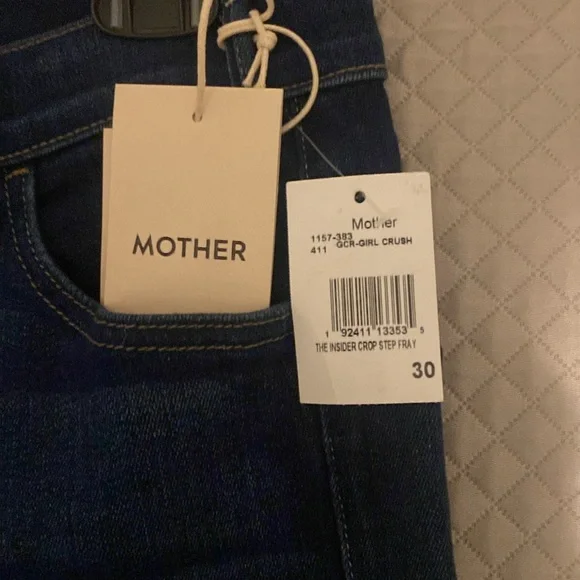 MOTHER
Mother
1157-383
411 GCR-GIRL CRUSH
1 92411 13353 5
THE INSIDER CROP STEP FRAY
30